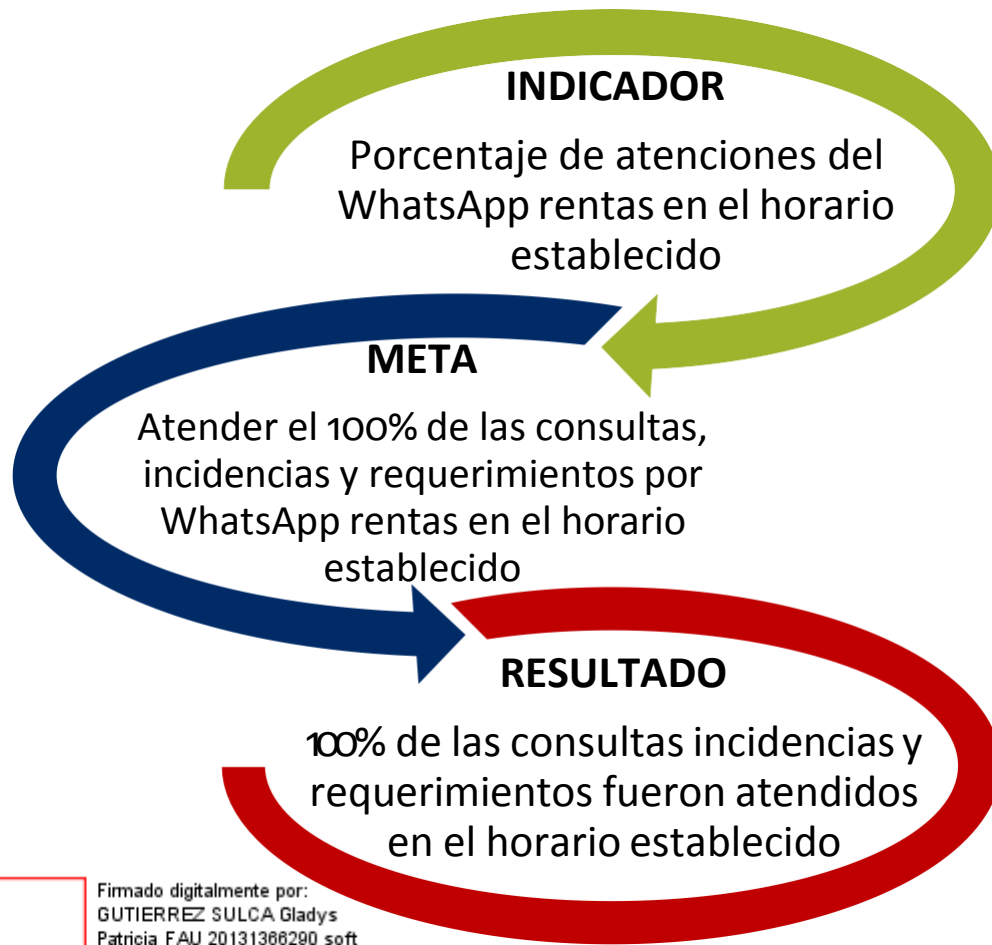 INDICADOR
Porcentaje de atenciones del
WhatsApp rentas en el horario
establecido
META
Atender el 100% de las consultas,
incidencias y requerimientos por
WhatsApp rentas en el horario
establecido
RESULTADO
100% de las consultas incidencias y
requerimientos fueron atendidos
en el horario establecido
Firmado digitalmente por:
GUTIERREZ SULCA Gladys
Patricia FAU 20131366290 soft